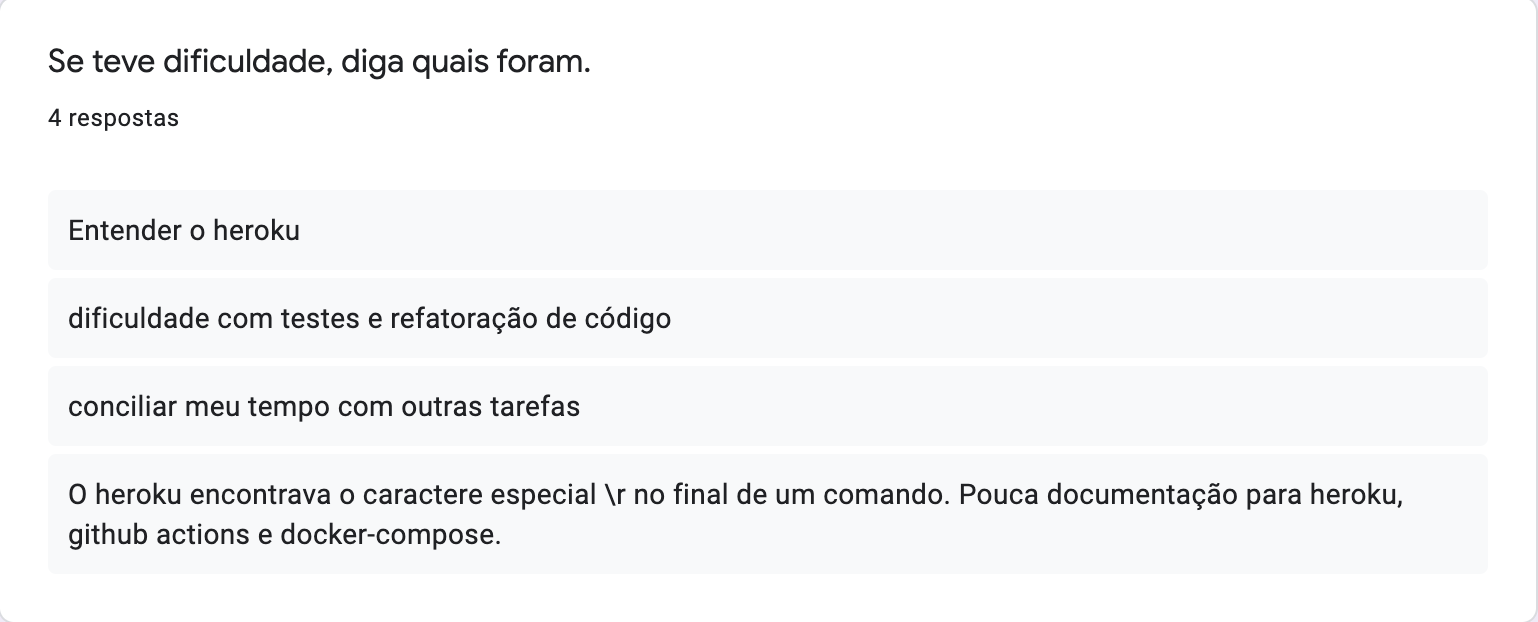 Se teve dificuldade, diga quais foram.
4 respostas
Entender o heroku
dificuldade com testes e refatoração de código
conciliar meu tempo com outras tarefas
O heroku encontrava o caractere especial \r no final de um comando. Pouca documentação para heroku,
github actions e docker-compose.